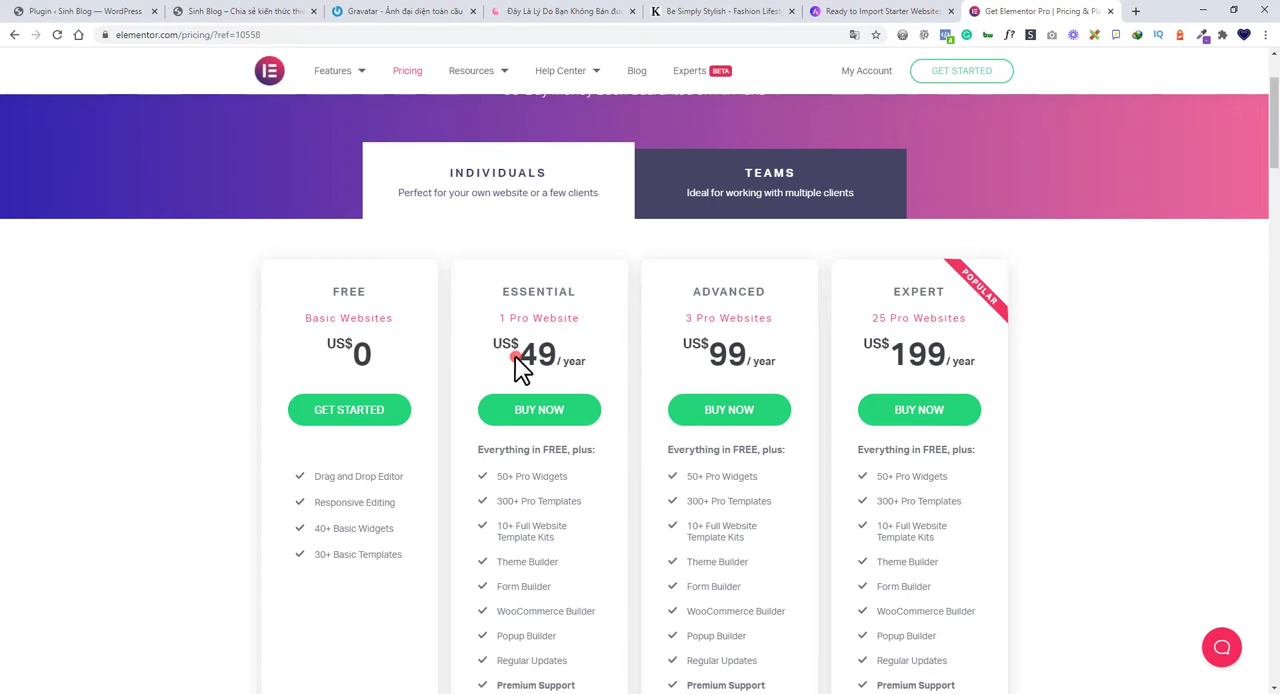 Plugin ‹ Sinh Blog — WordPress
Sinh Blog – Chia sẻ kiến thức thiế
Gravatar - Ảnh đại diện toàn cầu
Đây Là Lý Do Bạn Không Bán đượ
Be Simply Stylish - Fashion Lifesty
Ready to Import Starter Websites
Get Elementor Pro | Pricing & Pla
elementor.com/pricing/?ref=10558
Features
Pricing
Resources
Help Center
Blog
Experts BETA
My Account
GET STARTED
INDIVIDUALS
Perfect for your own website or a few clients
TEAMS
Ideal for working with multiple clients
FREE
Basic Websites
US$0
GET STARTED
Drag and Drop Editor
Responsive Editing
40+ Basic Widgets
30+ Basic Templates
ESSENTIAL
1 Pro Website
US$49/ year
BUY NOW
Everything in FREE, plus:
50+ Pro Widgets
300+ Pro Templates
10+ Full Website
Template Kits
Theme Builder
Form Builder
WooCommerce Builder
Popup Builder
Regular Updates
Premium Support
ADVANCED
3 Pro Websites
US$99/ year
BUY NOW
Everything in FREE, plus:
50+ Pro Widgets
300+ Pro Templates
10+ Full Website
Template Kits
Theme Builder
Form Builder
WooCommerce Builder
Popup Builder
Regular Updates
Premium Support
POPULAR
EXPERT
25 Pro Websites
US$199/ year
BUY NOW
Everything in FREE, plus:
50+ Pro Widgets
300+ Pro Templates
10+ Full Website
Template Kits
Theme Builder
Form Builder
WooCommerce Builder
Popup Builder
Regular Updates
Premium Support